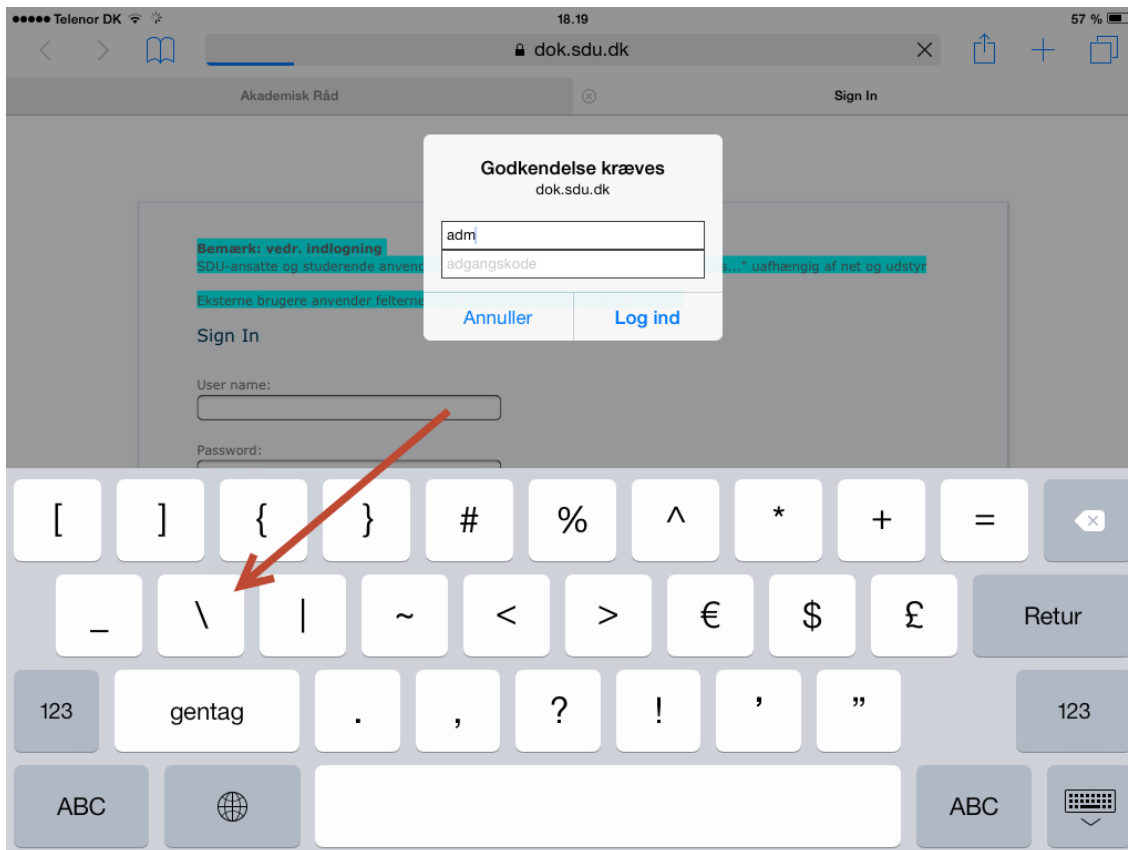 Telenor DK 18.19 57 %
dok.sdu.dk
Akademisk Råd Sign In
Godkendelse kræves
dok.sdu.dk
adm
adgangskode
Annuller Log ind
Bemærk: vedr. indlogning
SDU-ansatte og studerende ..." uafhængig af net og udstyr
Eksterne brugere anvender felterne
Sign In
User name:
Password:
[ ] { } # % ^ * + =
_ \ | ~ < > € $ £ Retur
123 gentag . , ? ! ’ ” 123
ABC ABC